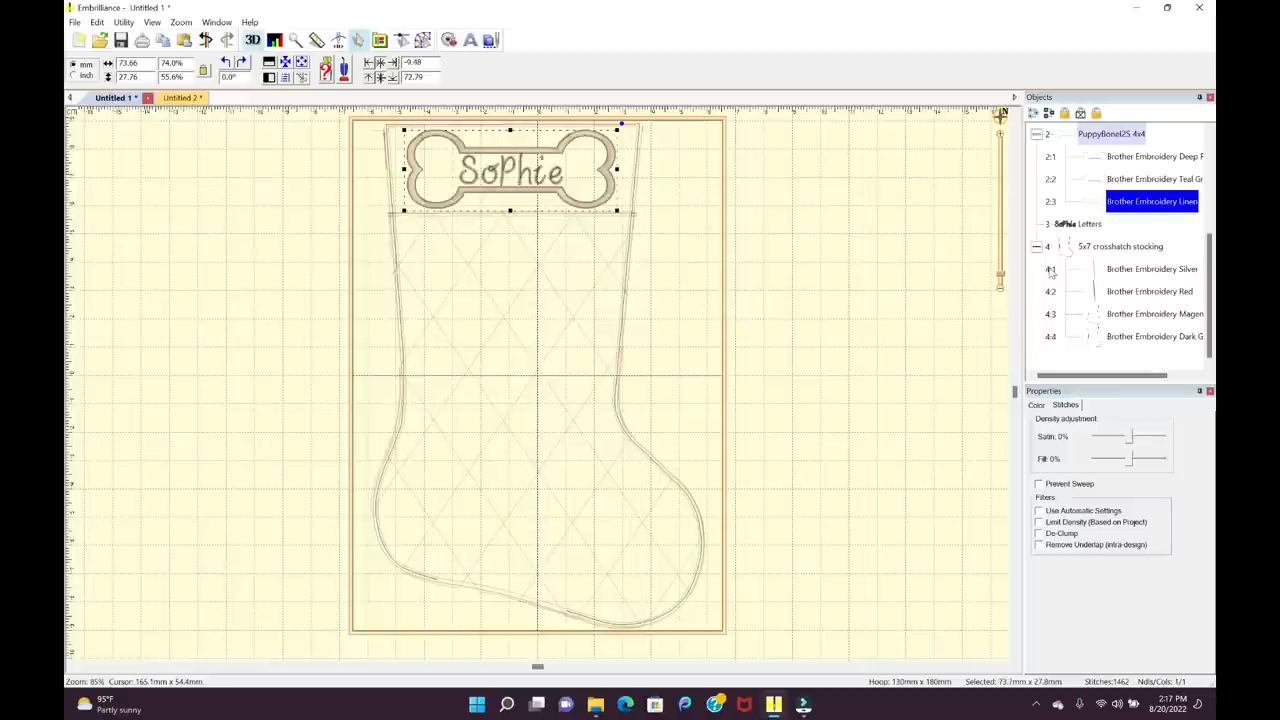 Embrilliance - Untitled 1 *
File Edit Utility View Zoom Window Help
3D
mm 73.66 74.0% -9.48
inch 27.76 55.6% 0.0° 72.79
Untitled 1 * Untitled 2 *
Objects
2 PuppyBone12S 4x4
2:1 Brother Embroidery Deep F
2:2 Brother Embroidery Teal Gr
2:3 Brother Embroidery Linen
3 SoPhie Letters
4 5x7 crosshatch stocking
4:1 Brother Embroidery Silver
4:2 Brother Embroidery Red
4:3 Brother Embroidery Magen
4:4 Brother Embroidery Dark G
SoPhie
Properties
Color Stitches
Density adjustment
Satin: 0%
Fill: 0%
Prevent Sweep
Filters
Use Automatic Settings
Limit Density (Based on Project)
De-Clump
Remove Underlap (intra-design)
Zoom: 85% Cursor: 165.1mm x 54.4mm Hoop: 130mm x 180mm Selected: 73.7mm x 27.8mm Stitches:1462 Ndls/Cols: 1/1
95°F
Partly sunny
2:17 PM
8/20/2022